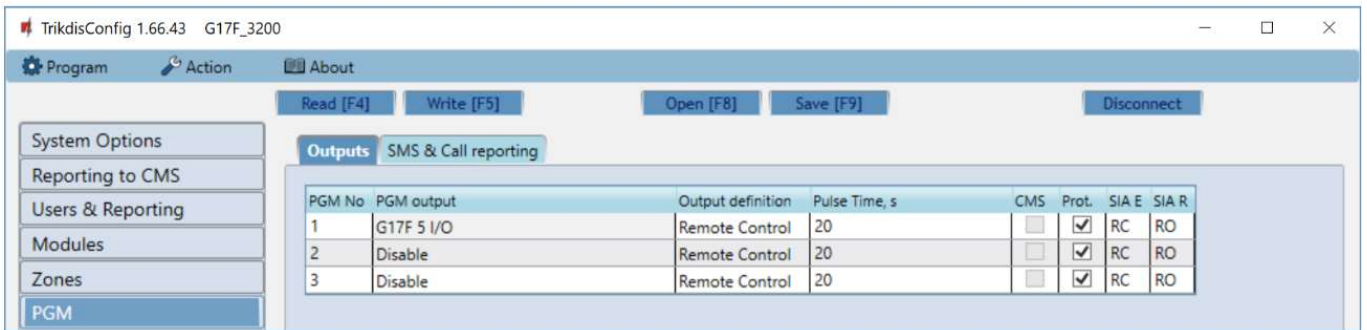 TrikdisConfig 1.66.43 G17F_3200
Program Action About
Read [F4] Write [F5] Open [F8] Save [F9] Disconnect
System Options
Reporting to CMS
Users & Reporting
Modules
Zones
PGM
Outputs SMS & Call reporting
PGM No PGM output Output definition Pulse Time, s CMS Prot. SIA E SIA R
1 G17F 5 I/O Remote Control 20 RC RO
2 Disable Remote Control 20 RC RO
3 Disable Remote Control 20 RC RO